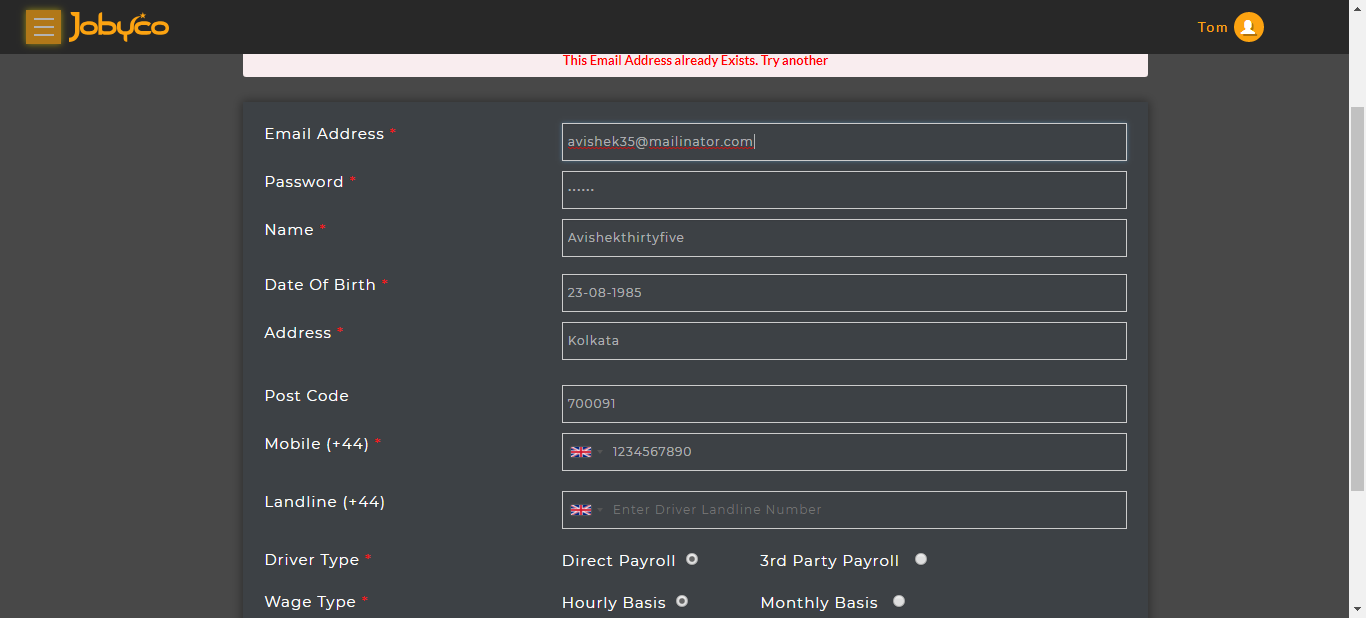 Jobyco
Tom
This Email Address already Exists. Try another
Email Address *
avishek35@mailinator.com
Password *
······
Name *
Avishekthirtyfive
Date Of Birth *
23-08-1985
Address *
Kolkata
Post Code
700091
Mobile (+44) *
1234567890
Landline (+44)
Enter Driver Landline Number
Driver Type * Direct Payroll 3rd Party Payroll
Wage Type * Hourly Basis Monthly Basis